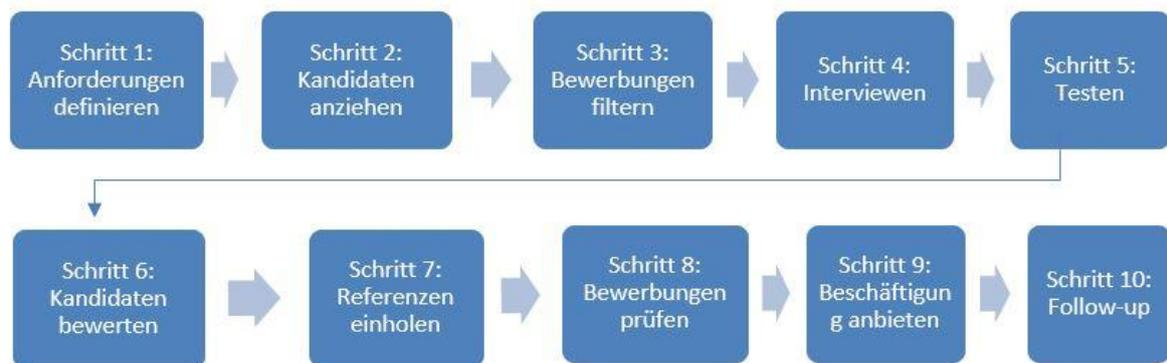 Schritt 1:
Anforderungen
definieren
Schritt 2:
Kandidaten
anziehen
Schritt 3:
Bewerbungen
filtern
Schritt 4:
Interviewen
Schritt 5:
Testen
Schritt 6:
Kandidaten
bewerten
Schritt 7:
Referenzen
einholen
Schritt 8:
Bewerbungen
prüfen
Schritt 9:
Beschäftigun
g anbieten
Schritt 10:
Follow-up